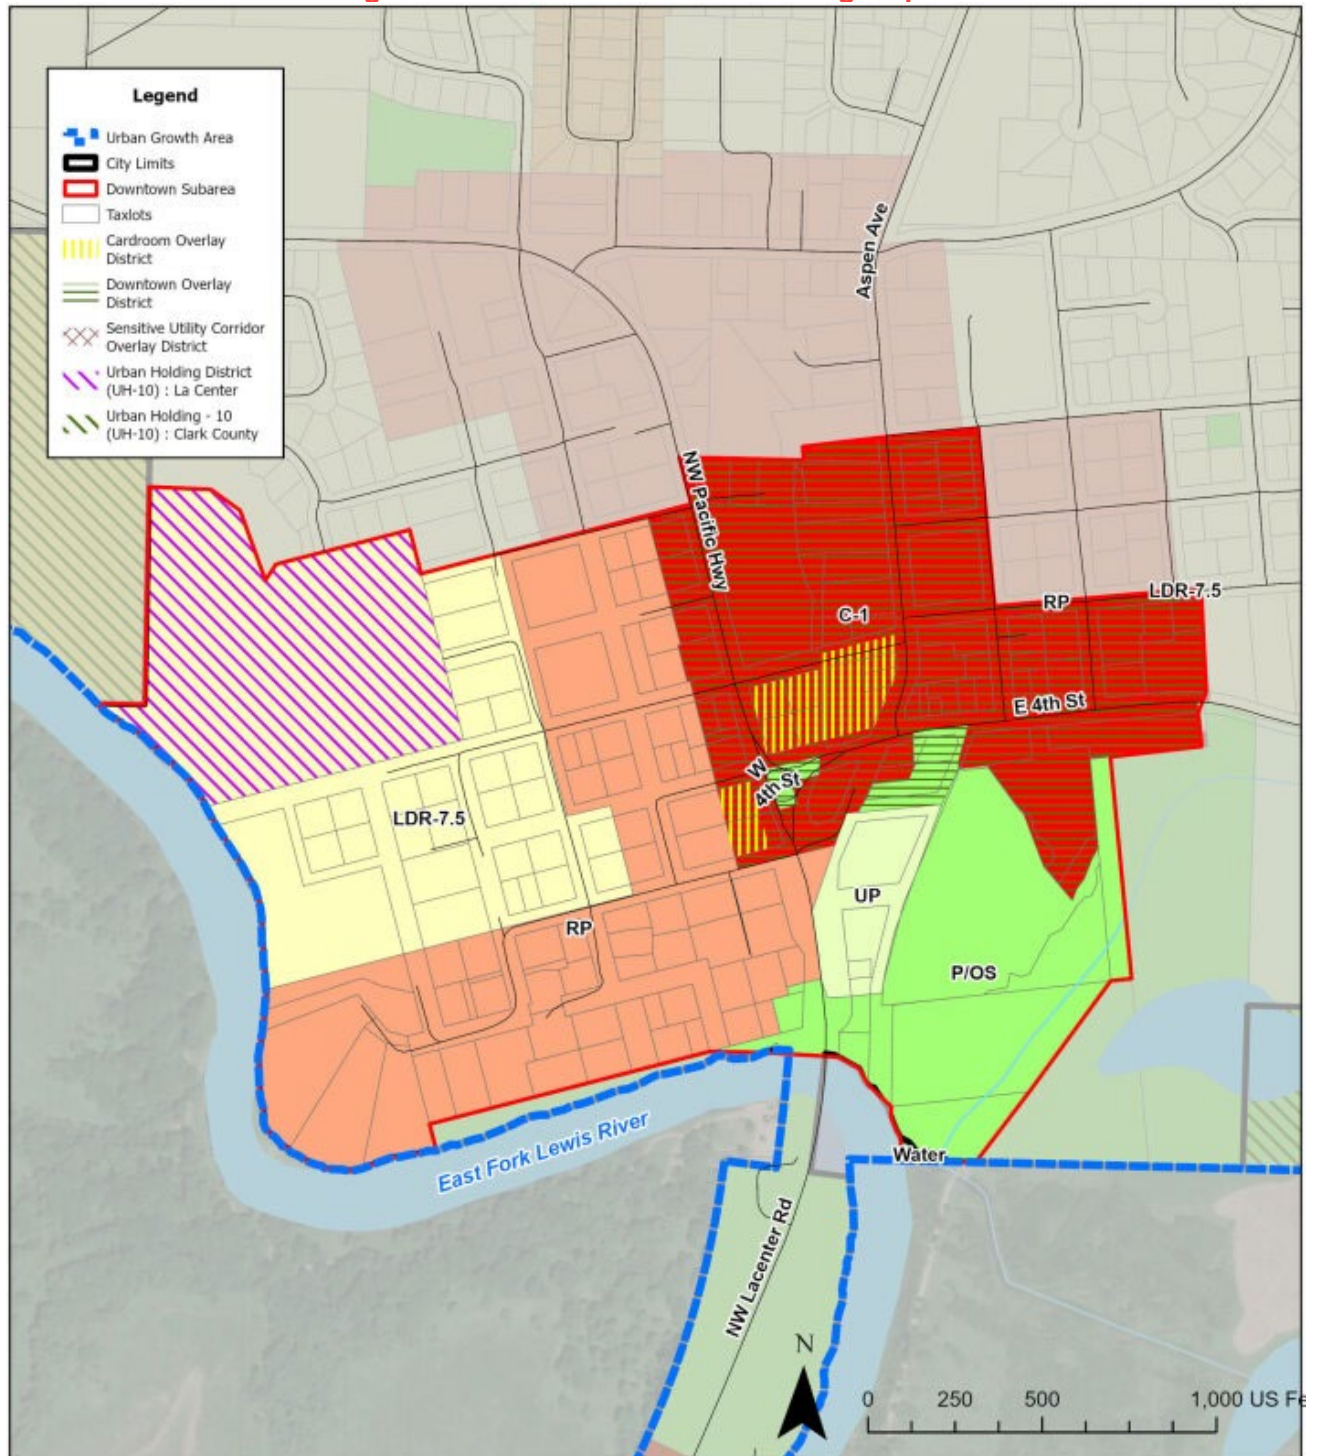 Legend
Urban Growth Area
City Limits
Downtown Subarea
Taxlots
Cardroom Overlay
District
Downtown Overlay
District
Sensitive Utility Corridor
Overlay District
Urban Holding District
(UH-10) : La Center
Urban Holding - 10
(UH-10) : Clark County
Aspen Ave
NW Pacific Hwy
C-1
RP
LDR-7.5
E 4th St
W
4th St
LDR-7.5
UP
RP
P/OS
East Fork Lewis River
Water
NW Lacenter Rd
N
0 250 500 1,000 US Fe